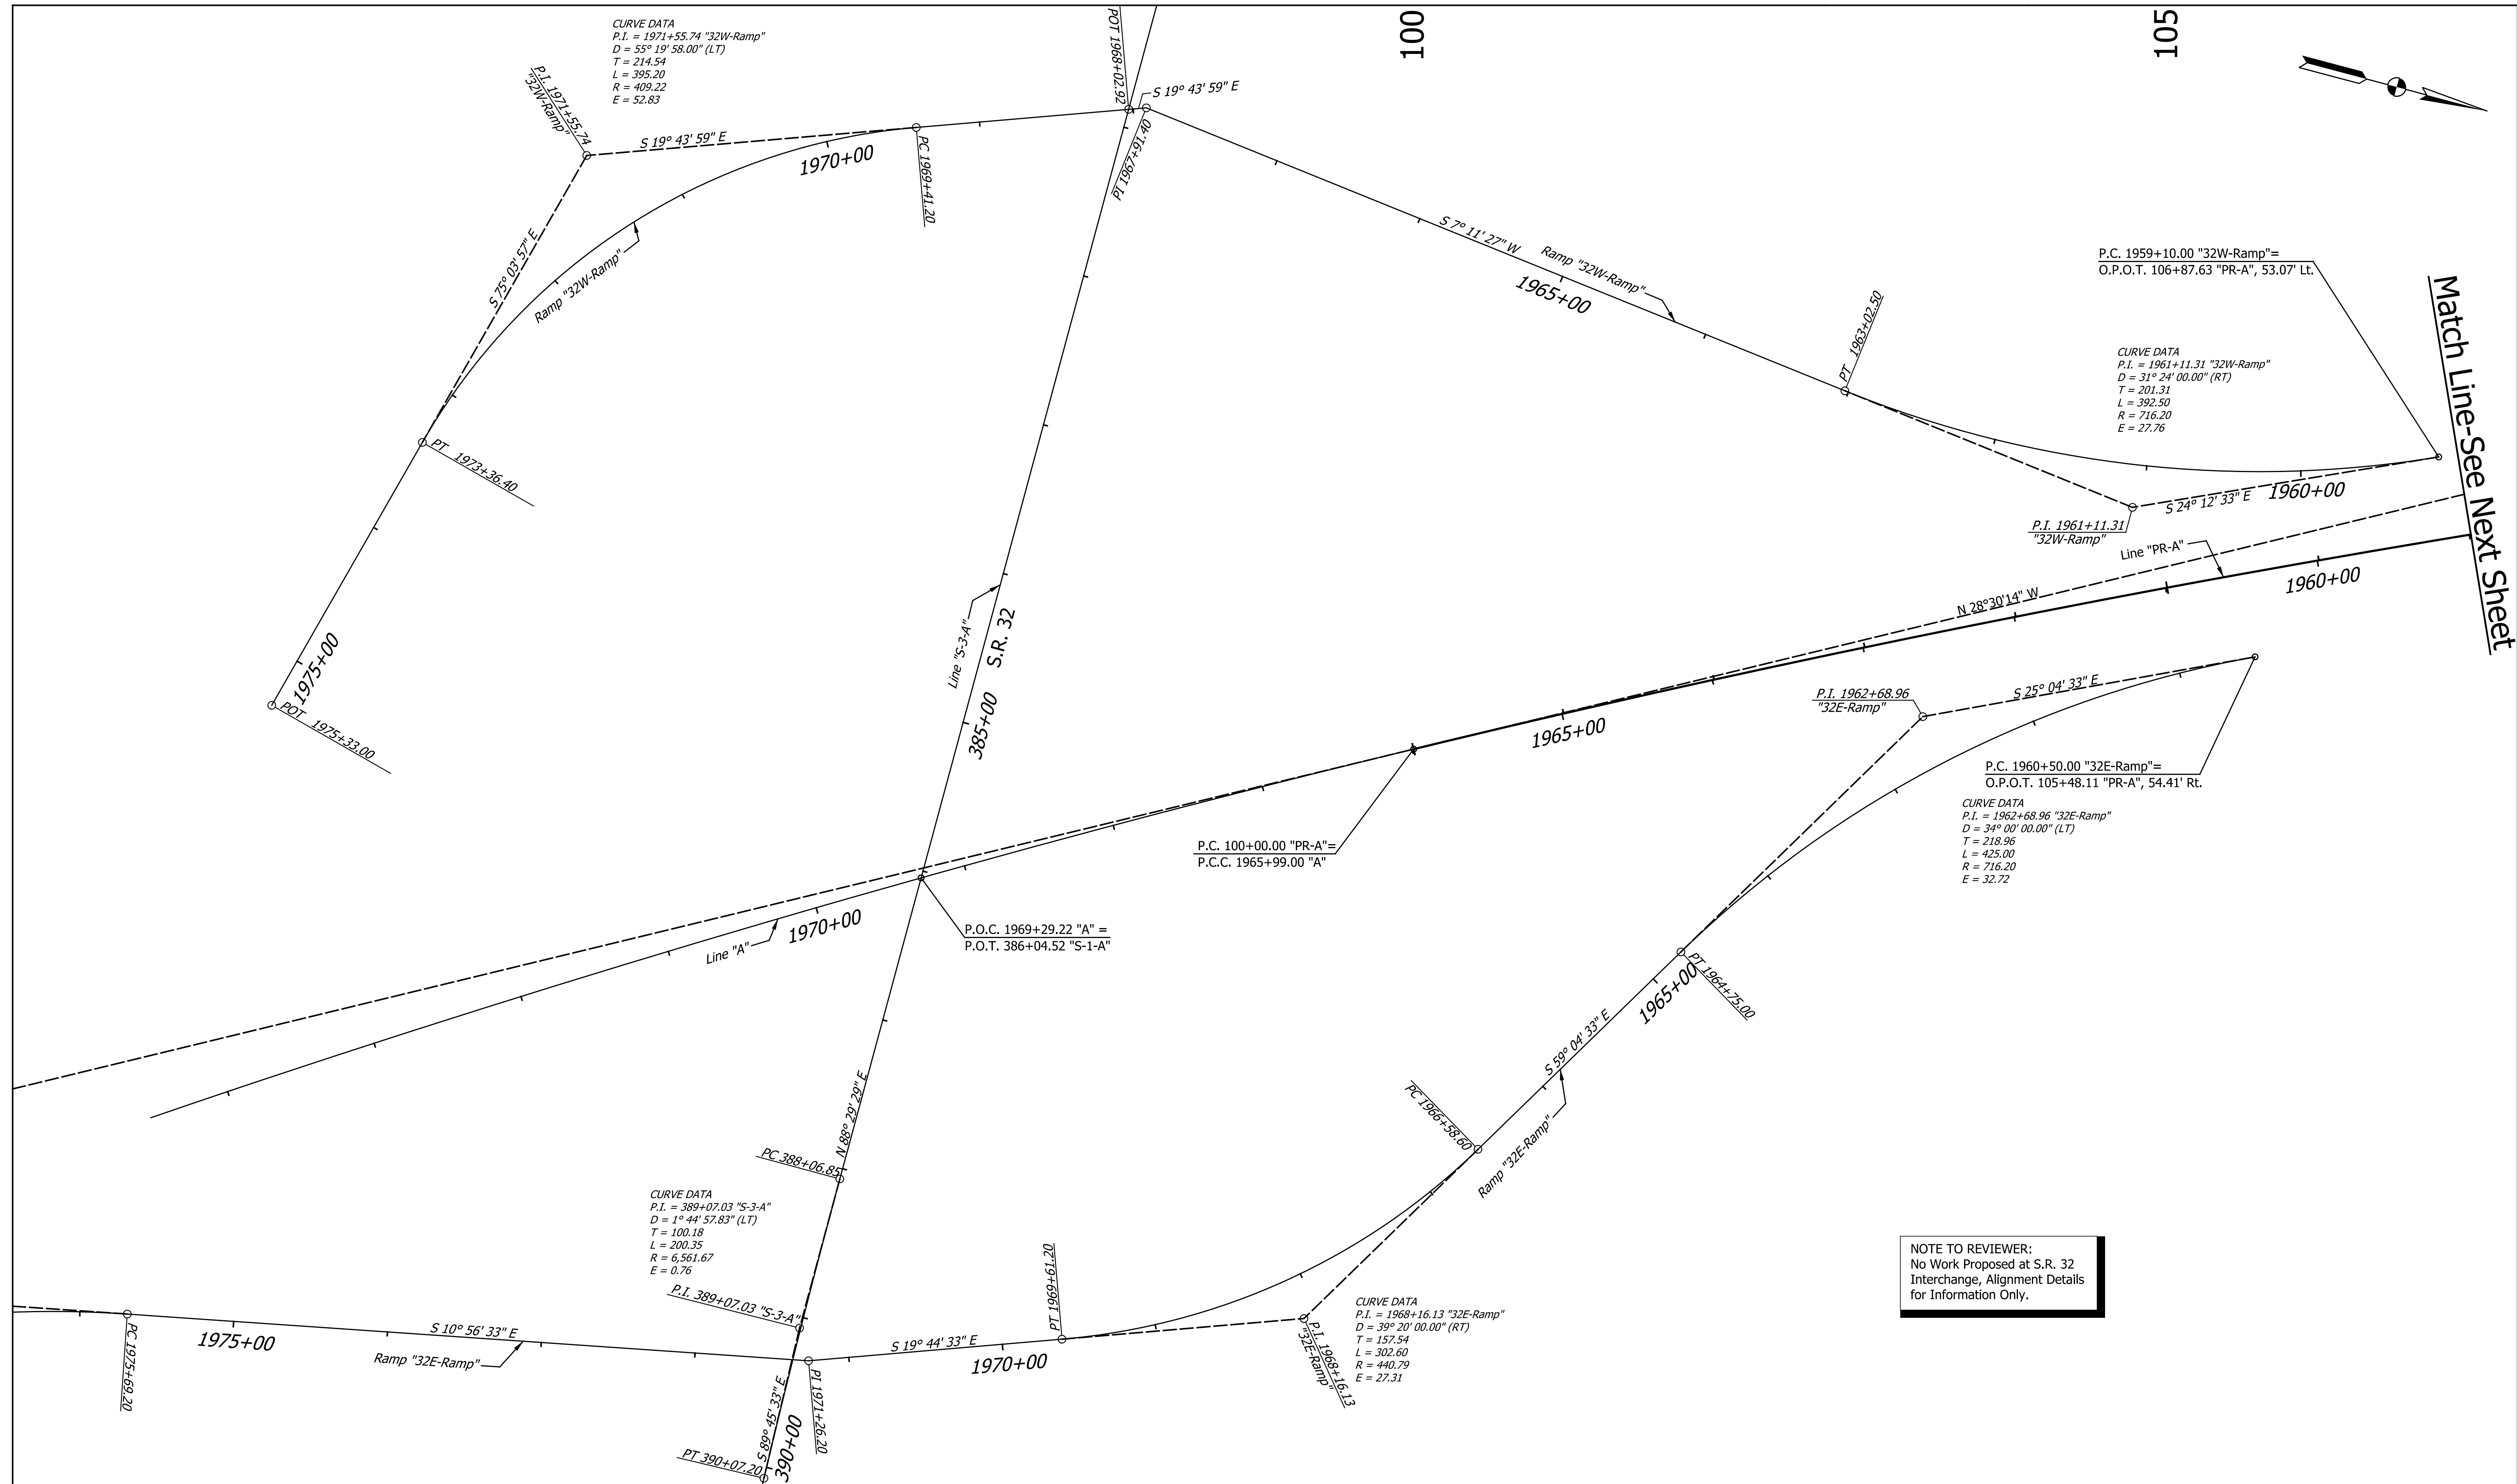 CURVE DATA
P.I. = 1971+55.74 "32W-Ramp"
D = 55° 19' 58.00" (LT)
T = 214.54
L = 395.20
R = 409.22
E = 52.83
P.I. 1971+55.74
"32W-Ramp"
S 19° 43' 59" E
PC 1969+41.20
1970+00
POT 1968+02.92
S 19° 43' 59" E
PI 1967+91.40
100
105
S 75° 03' 57" E
Ramp "32W-Ramp"
PT 1973+36.40
1975+00
POT 1975+33.00
S 7° 11' 27" W
Ramp "32W-Ramp"
1965+00
PT 1963+02.50
P.C. 1959+10.00 "32W-Ramp"=
O.P.O.T. 106+87.63 "PR-A", 53.07' Lt.
CURVE DATA
P.I. = 1961+11.31 "32W-Ramp"
D = 31° 24' 00.00" (RT)
T = 201.31
L = 392.50
R = 716.20
E = 27.76
Match Line-See Next Sheet
S 24° 12' 33" E
1960+00
P.I. 1961+11.31
"32W-Ramp"
Line "PR-A"
N 28°30'14" W
1960+00
Line "S-3-A"
S.R. 32
385+00
1965+00
P.I. 1962+68.96
"32E-Ramp"
S 25° 04' 33" E
P.C. 1960+50.00 "32E-Ramp"=
O.P.O.T. 105+48.11 "PR-A", 54.41' Rt.
CURVE DATA
P.I. = 1962+68.96 "32E-Ramp"
D = 34° 00' 00.00" (LT)
T = 218.96
L = 425.00
R = 716.20
E = 32.72
P.C. 100+00.00 "PR-A"=
P.C.C. 1965+99.00 "A"
P.O.C. 1969+29.22 "A" =
P.O.T. 386+04.52 "S-1-A"
1970+00
Line "A"
PT 1964+75.00
1965+00
S 59° 04' 33" E
Ramp "32E-Ramp"
PC 1966+58.60
N 88° 29' 29" E
PC 388+06.85
CURVE DATA
P.I. = 389+07.03 "S-3-A"
D = 1° 44' 57.83" (LT)
T = 100.18
L = 200.35
R = 6,561.67
E = 0.76
P.I. 389+07.03 "S-3-A"
PT 1969+61.20
S 19° 44' 33" E
1970+00
P.I. 1968+16.13
"32E-Ramp"
CURVE DATA
P.I. = 1968+16.13 "32E-Ramp"
D = 39° 20' 00.00" (RT)
T = 157.54
L = 302.60
R = 440.79
E = 27.31
PC 1975+69.20
1975+00
S 10° 56' 33" E
Ramp "32E-Ramp"
PI 1971+26.20
S 89° 45' 33" E
390+00
PT 390+07.20
NOTE TO REVIEWER:
No Work Proposed at S.R. 32
Interchange, Alignment Details
for Information Only.